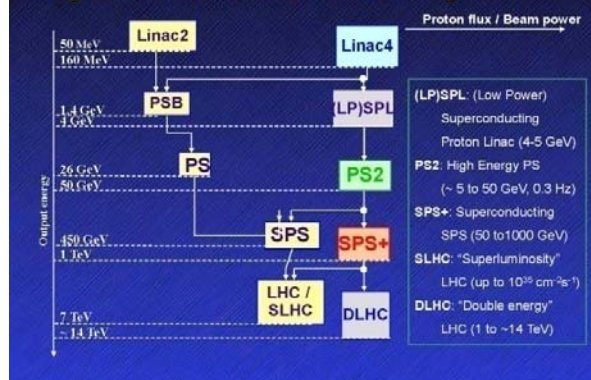 Proton flux / Beam power
Linac2
Linac4
50 MeV
160 MeV
PSB
(LP)SPL
1.4 GeV
4 GeV
PS
26 GeV
PS2
50 GeV
SPS
450 GeV
SPS+
1 TeV
LHC /
SLHC
DLHC
7 TeV
~ 14 TeV
Output energy
(LP)SPL: (Low Power)
Superconducting
Proton Linac (4-5 GeV)
PS2: High Energy PS
(~ 5 to 50 GeV, 0.3 Hz)
SPS+: Superconducting
SPS (50 to1000 GeV)
SLHC: "Superluminosity"
LHC (up to 10³⁵ cm⁻²s⁻¹)
DLHC: "Double energy"
LHC (1 to ~14 TeV)